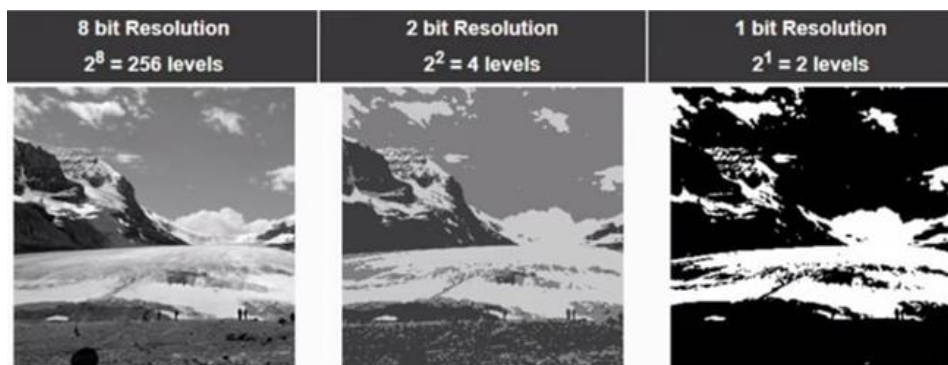 8 bit Resolution
2⁸ = 256 levels
2 bit Resolution
2² = 4 levels
1 bit Resolution
2¹ = 2 levels